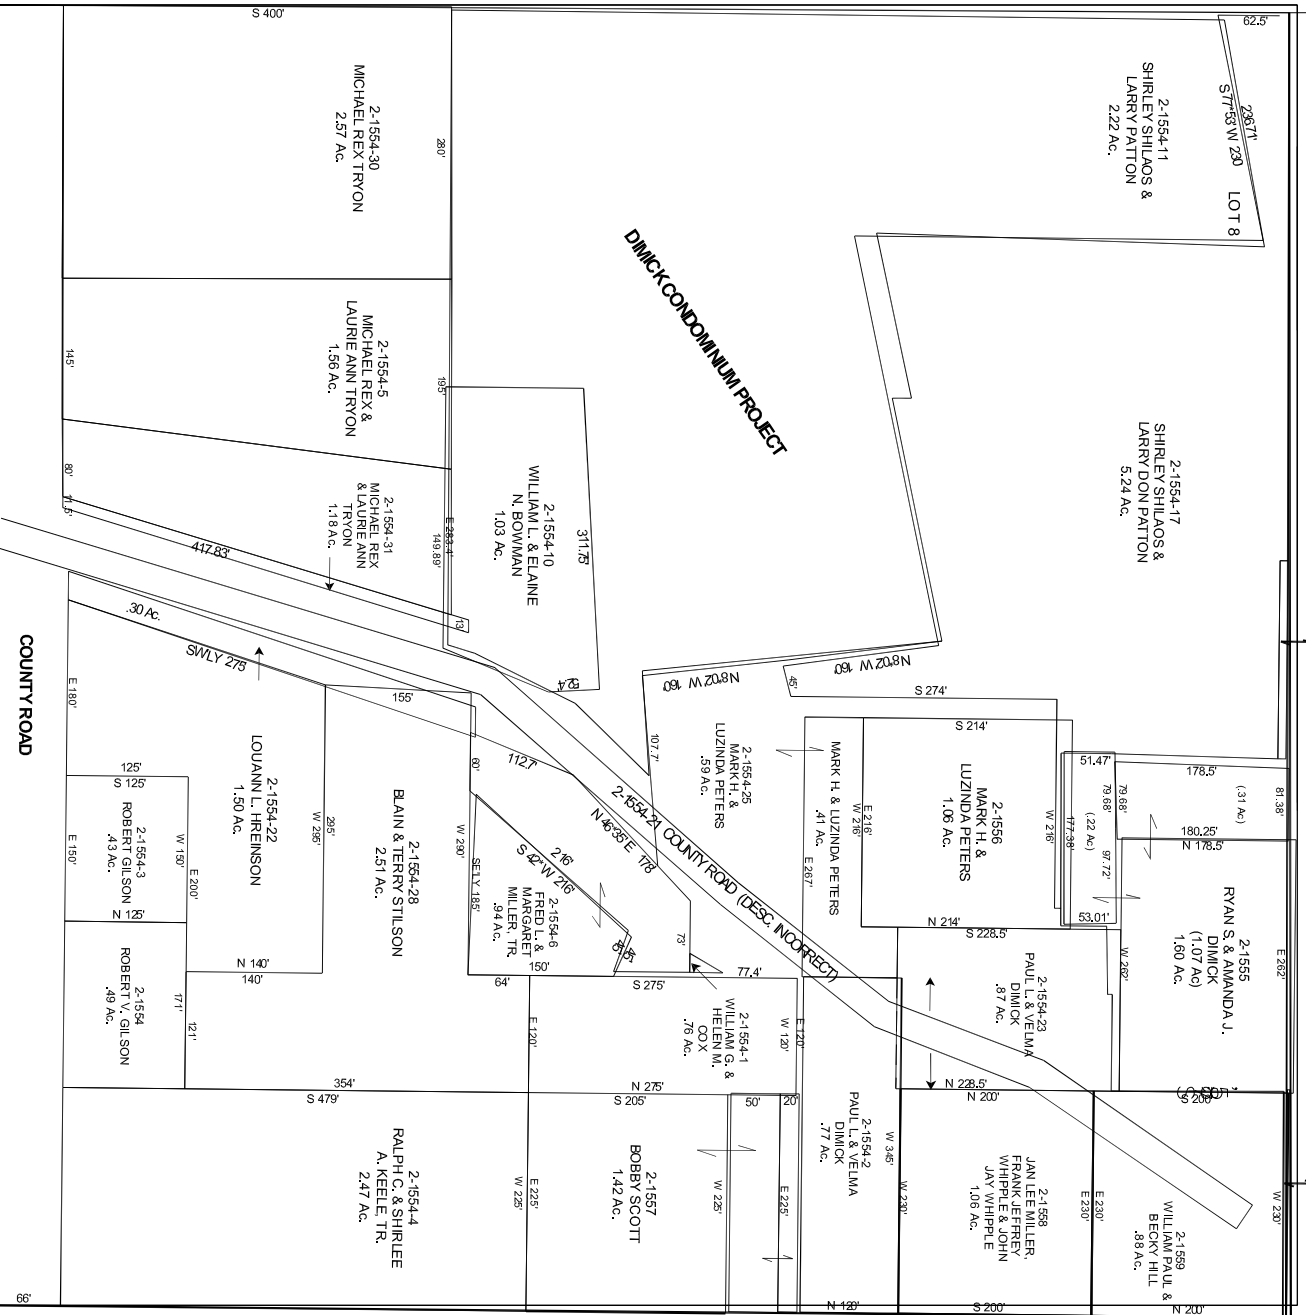 S 400'
62.5'
236.71'
S 77°53' W 230
LOT 8
2-1554-11
SHIRLEY SHILAOS &
LARRY PATTON
2.22 Ac.
2-1554-30
MICHAEL REX TRYON
2.57 Ac.
280'
DIMICK CONDOMINIUM PROJECT
2-1554-5
MICHAEL REX &
LAURIE ANN TRYON
1.56 Ac.
145'
195'
2-1554-17
SHIRLEY SHILAOS &
LARRY DON PATTON
5.24 Ac.
2-1554-10
WILLIAM L. & ELAINE
N. BOWMAN
1.03 Ac.
311.75'
2-1554-31
MICHAEL REX
& LAURIE ANN
TRYON
1.18 Ac.
80'
11.5'
E 283.4'
149.89'
417.83'
13'
.30 Ac.
SWLY 275'
COUNTY ROAD
N 8°02' W 160'
N 8°02' W 160'
45'
S 274'
S 214'
107.7'
2-1554-25
MARK H. &
LUZINDA PETERS
.59 Ac.
MARK H. & LUZINDA PETERS
.41 Ac.
E 216'
W 216'
E 267'
2-1556
MARK H. &
LUZINDA PETERS
1.06 Ac.
W 216'
177.38'
51.47'
79.68'
79.68'
(.22 Ac)
97.72'
53.01'
178.5'
(.31 Ac)
81.38'
180.25'
N 178.5'
2-1555
RYAN S. & AMANDA J.
DIMICK
(1.07 Ac)
1.60 Ac.
E 262'
W 262'
N 214'
S 228.5'
2-1554-23
PAUL L. & VELMA
DIMICK
.87 Ac.
N 228.5'
N 200'
S 200'
E 180'
155'
112.7'
60'
125'
S 125'
2-1554-22
LOUANN L. HREINSON
1.50 Ac.
295'
W 295'
2-1554-28
BLAIN & TERRY STILSON
2.51 Ac.
W 290'
SE'LY 185'
216'
S 42° W 216'
2-1554-21 COUNTY ROAD (DESC. INCORRECT)
N 46°35' E 178'
2-1554-6
FRED L. &
MARGARET
MILLER, TR.
.94 Ac.
150'
64'
73'
77.4'
S 275'
2-1554-3
ROBERT GILSON
.43 Ac.
E 150'
W 150'
E 200'
N 125'
N 140'
140'
2-1554
ROBERT V. GILSON
.49 Ac.
171'
121'
E 120'
2-1554-1
WILLIAM G. &
HELEN M.
COX
.76 Ac.
W 120'
E 120'
354'
S 479'
N 275'
S 205'
50'
20'
2-1554-2
PAUL L. & VELMA
DIMICK
.77 Ac.
W 345'
W 230'
2-1554-4
RALPH C. & SHIRLEE
A. KEELE, TR.
2.47 Ac.
E 225'
W 225'
2-1557
BOBBY SCOTT
1.42 Ac.
W 225'
E 225'
2-1558
JAN LEE MILLER,
FRANK JEFFREY
WHIPPLE & JOHN
JAY WHIPPLE
1.06 Ac.
E 230'
E 230'
2-1559
WILLIAM PAUL &
BECKY HILL
.88 Ac.
W 230'
66'
N 120'
S 200'
N 200'